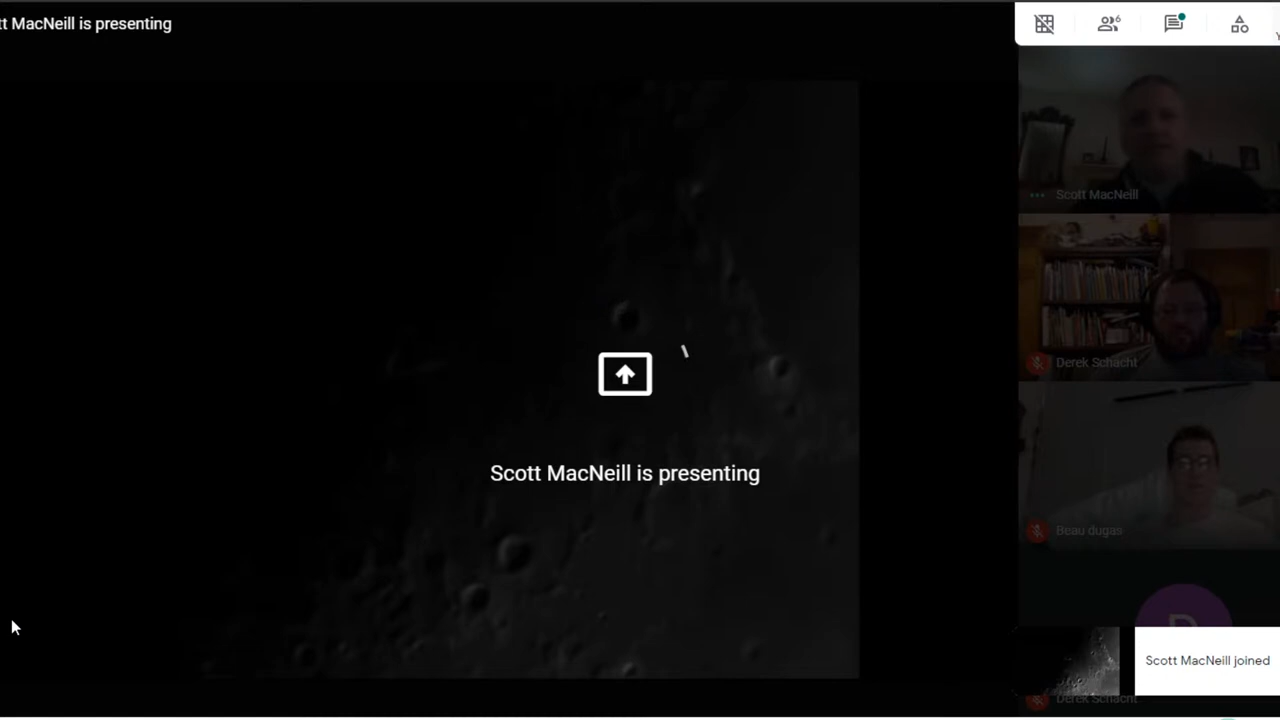 tt MacNeill is presenting
6
Scott MacNeill
Derek Schacht
Scott MacNeill is presenting
Beau dugas
D
Scott MacNeill joined
Derek Schacht